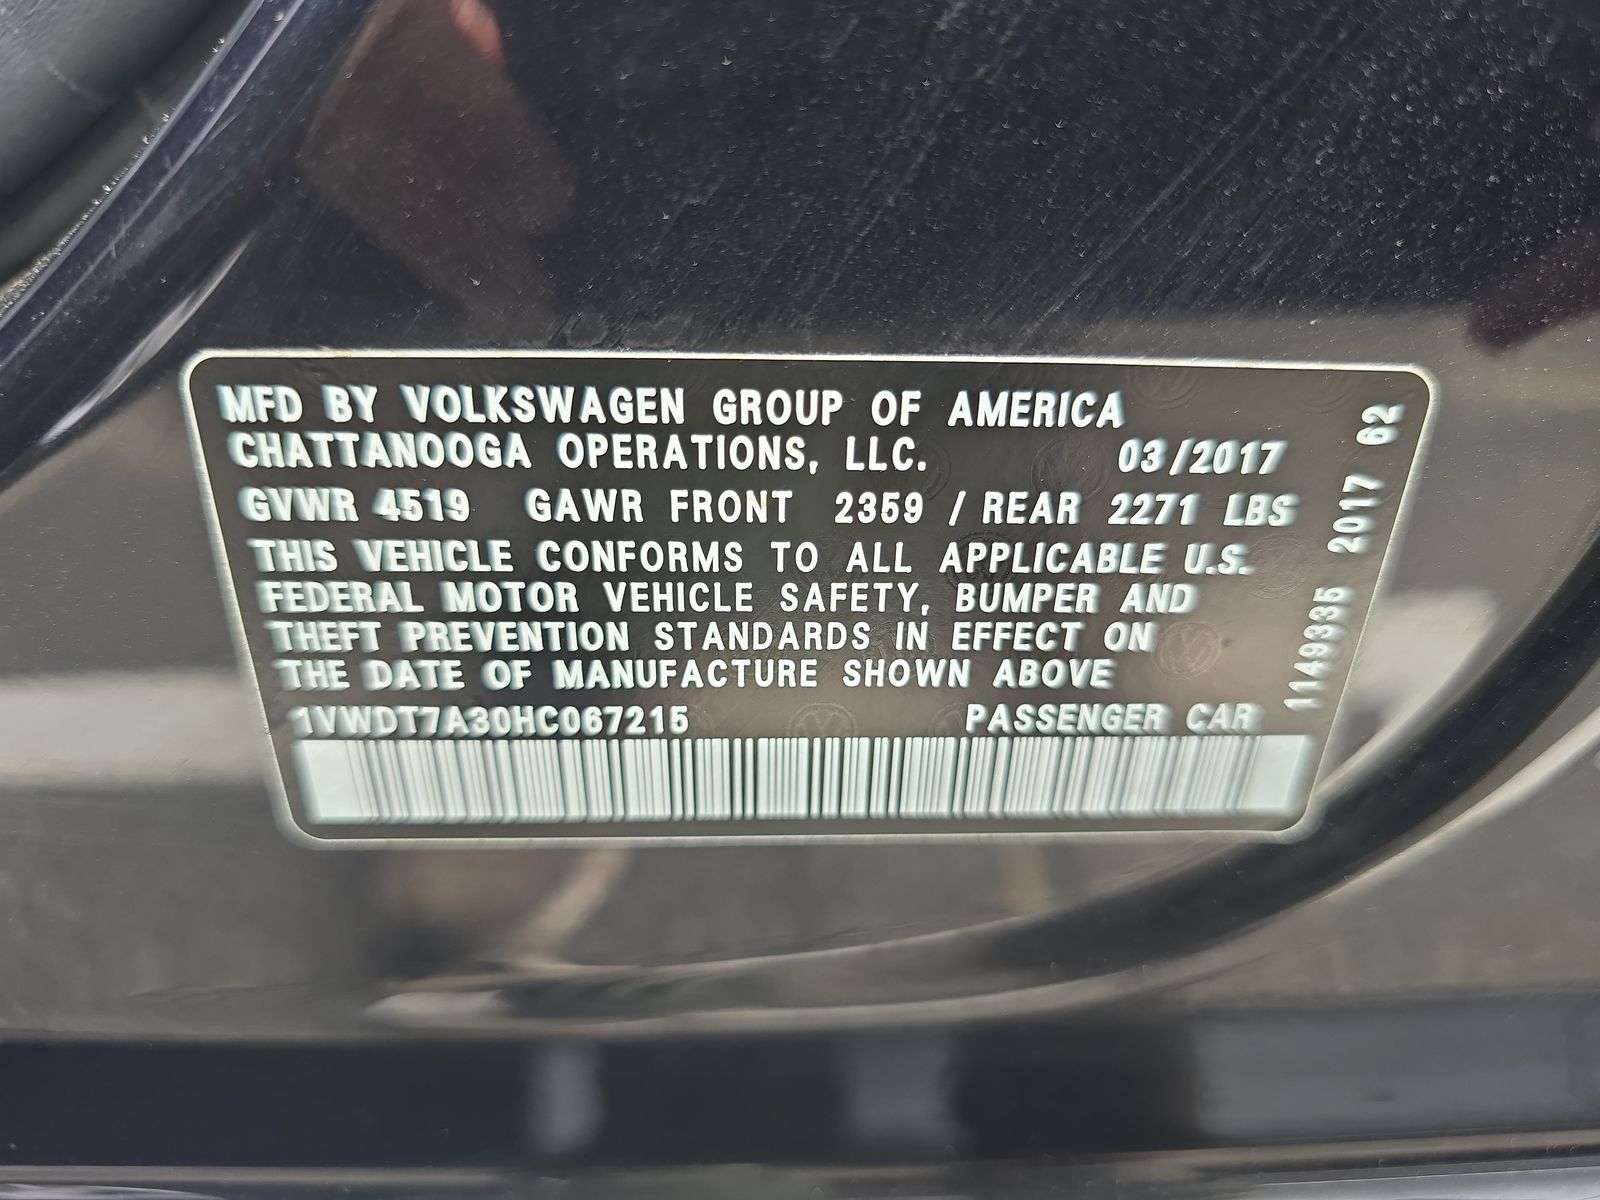 MFD BY VOLKSWAGEN GROUP OF AMERICA
CHATTANOOGA OPERATIONS, LLC. 03/2017
GVWR 4519 GAWR FRONT 2359 / REAR 2271 LBS
THIS VEHICLE CONFORMS TO ALL APPLICABLE U.S.
FEDERAL MOTOR VEHICLE SAFETY, BUMPER AND
THEFT PREVENTION STANDARDS IN EFFECT ON
THE DATE OF MANUFACTURE SHOWN ABOVE
1VWDT7A30HC067215 PASSENGER CAR
1149335 2017 62